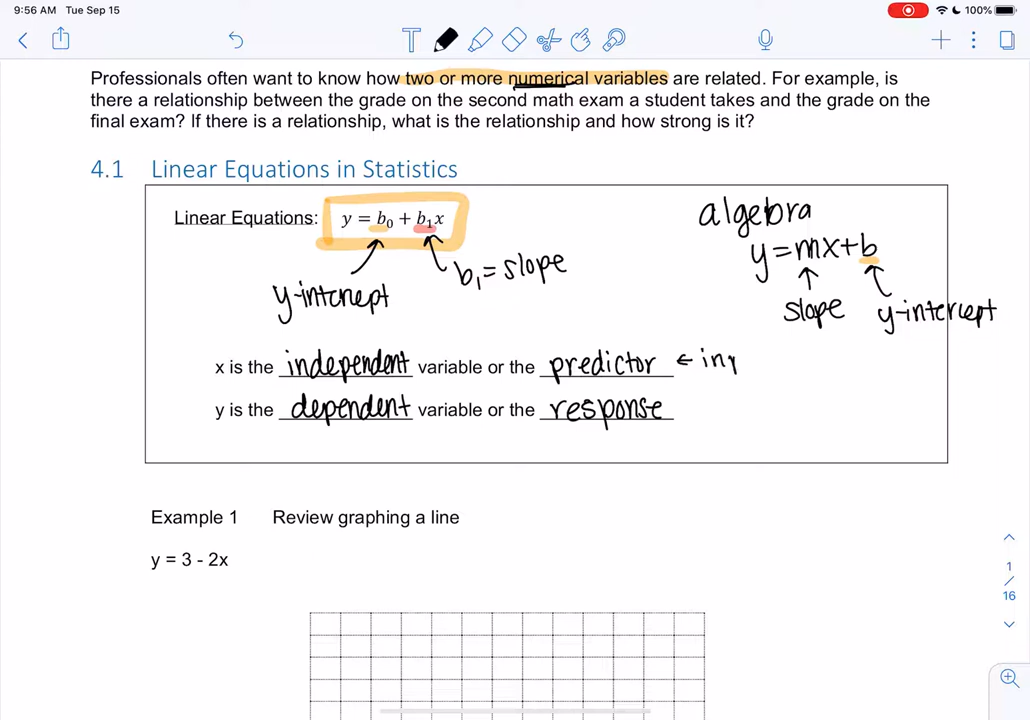 9:56 AM Tue Sep 15
100%
Professionals often want to know how two or more numerical variables are related. For example, is
there a relationship between the grade on the second math exam a student takes and the grade on the
final exam? If there is a relationship, what is the relationship and how strong is it?
4.1 Linear Equations in Statistics
Linear Equations: y = b₀ + b₁x
algebra
y=mx+b
b₁ = slope
y-intercept
slope
y-intercept
x is the independent variable or the predictor ← inp
y is the dependent variable or the response
Example 1 Review graphing a line
y = 3 - 2x
1
/
16